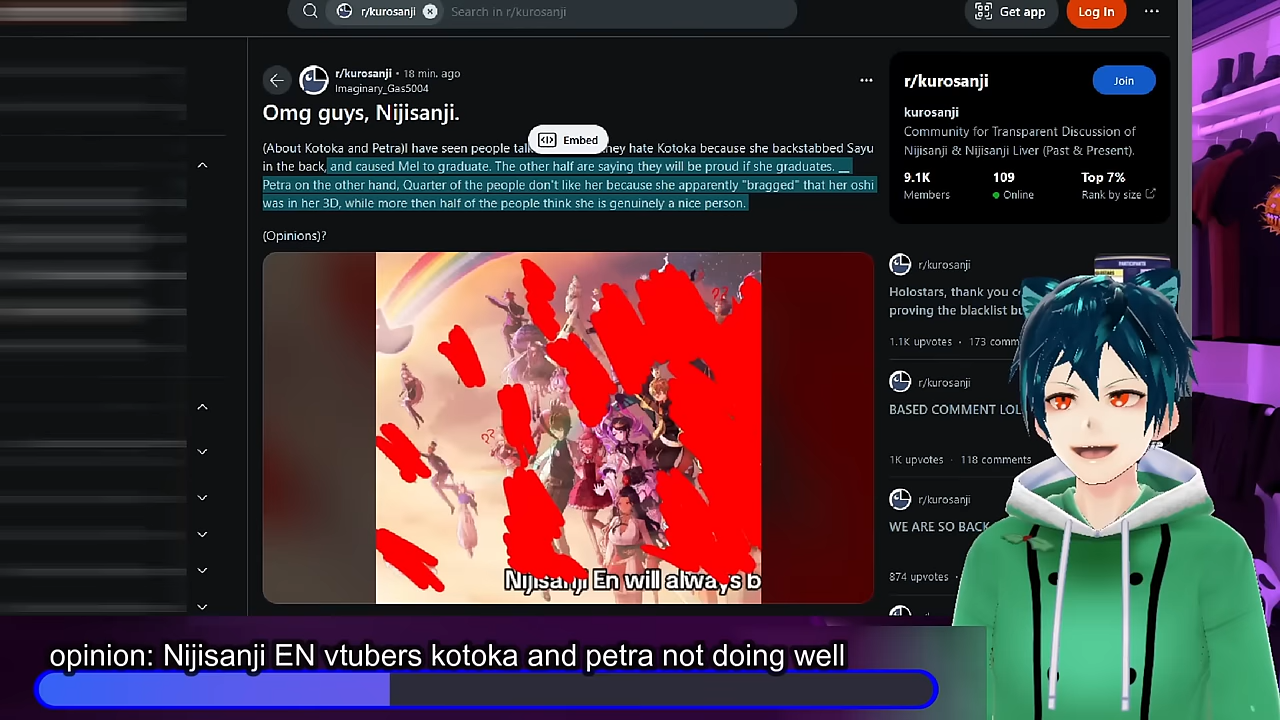 r/kurosanji
Search in r/kurosanji
Get app
Log In
r/kurosanji • 18 min. ago
Imaginary_Gas5004
Omg guys, Nijisanji.
Embed
(About Kotoka and Petra)I have seen people they hate Kotoka because she backstabbed Sayu
in the back, and caused Mel to graduate. The other half are saying they will be proud if she graduates. __
Petra on the other hand, Quarter of the people don't like her because she apparently "bragged" that her oshi
was in her 3D, while more then half of the people think she is genuinely a nice person.
(Opinions)?
??
??
Nijisanji En will always b
r/kurosanji
Join
kurosanji
Community for Transparent Discussion of
Nijisanji & Nijisanji Liver (Past & Present).
9.1K 109 Top 7%
Members Online Rank by size
r/kurosanji
PARTICIPANTS
Holostars, thank you
proving the blacklist
1.1K upvotes · 173
r/kurosanji
BASED COMMENT LOL
1K upvotes · 118 comments
r/kurosanji
WE ARE SO BACK
874 upvotes ·
opinion: Nijisanji EN vtubers kotoka and petra not doing well